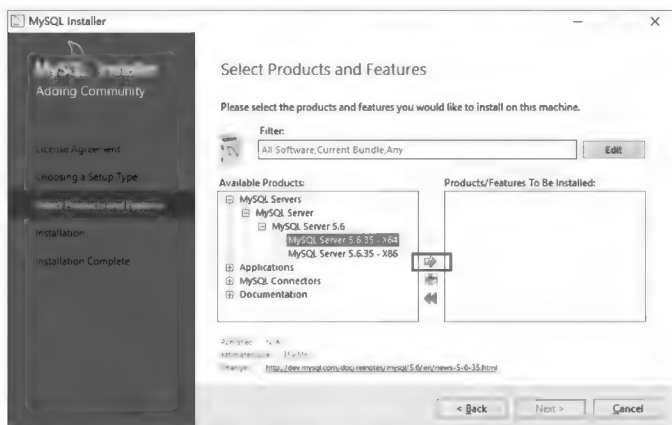 MySQL Installer
MySQL Installer
Adding Community
License Agreement
Choosing a Setup Type
Installation
Installation Complete
Select Products and Features
Please select the products and features you would like to install on this machine.
Filter:
All Software,Current Bundle,Any
Edit
Available Products:
MySQL Servers
MySQL Server
MySQL Server 5.6
MySQL Server 5.6.35 - X64
MySQL Server 5.6.35 - X86
Applications
MySQL Connectors
Documentation
Products/Features To Be Installed:
Published: N/A
http://dev.mysql.com/doc/relnotes/mysql/5.6/en/news-5-6-35.html
< Back
Next >
Cancel